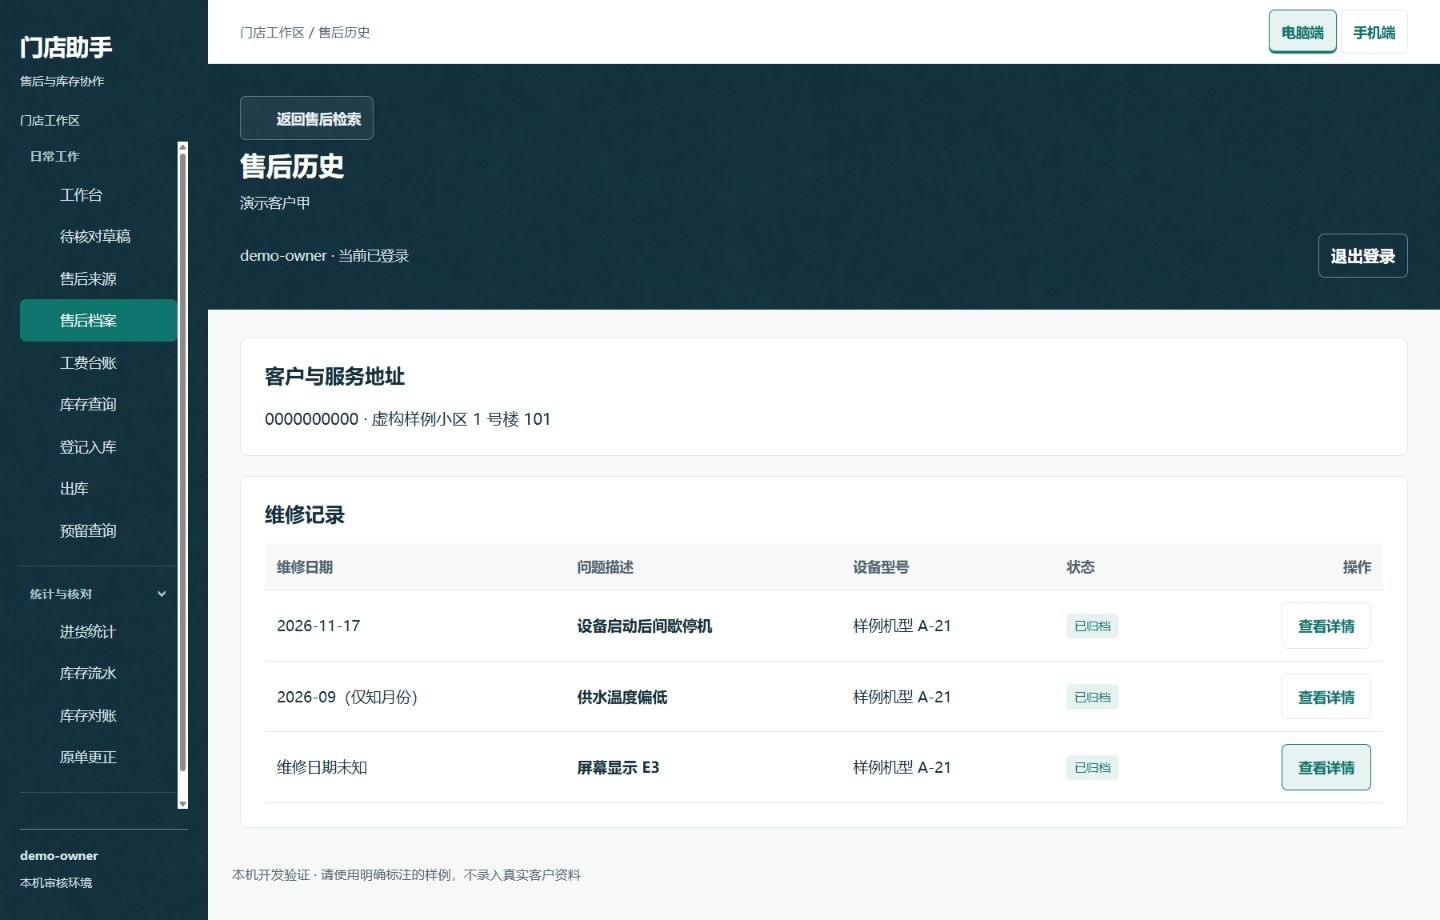 门店助手
售后与库存协作
门店工作区
日常工作
工作台
待核对草稿
售后来源
售后档案
工费台账
库存查询
登记入库
出库
预留查询
统计与核对
进货统计
库存流水
库存对账
原单更正
demo-owner
本机审核环境
门店工作区 / 售后历史
电脑端 手机端
返回售后检索
售后历史
演示客户甲
demo-owner · 当前已登录
退出登录
客户与服务地址
0000000000 · 虚构样例小区 1 号楼 101
维修记录
维修日期 问题描述 设备型号 状态 操作
2026-11-17 设备启动后间歇停机 样例机型 A-21 已归档 查看详情
2026-09（仅知月份） 供水温度偏低 样例机型 A-21 已归档 查看详情
维修日期未知 屏幕显示 E3 样例机型 A-21 已归档 查看详情
本机开发验证 · 请使用明确标注的样例，不录入真实客户资料